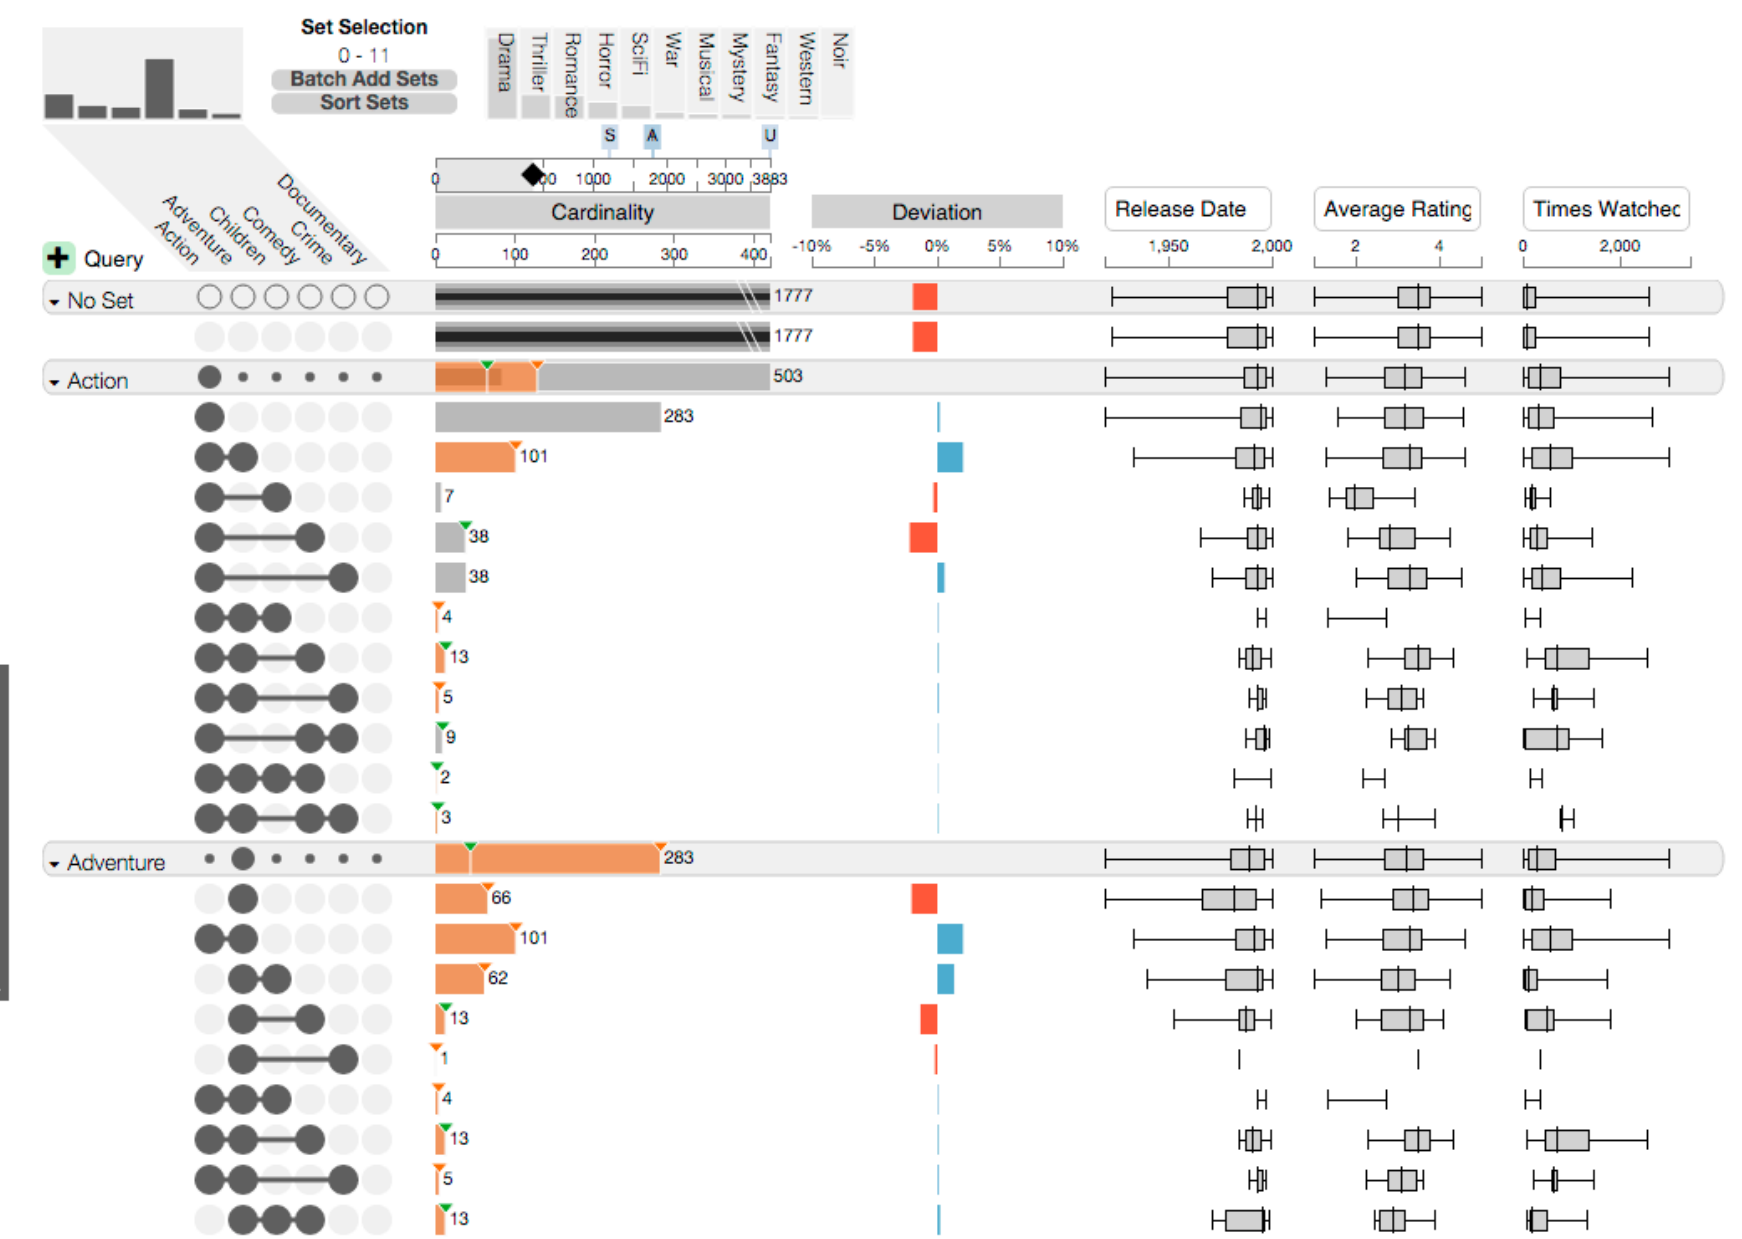 Set Selection
0 - 11
Batch Add Sets
Sort Sets
Drama
Thriller
Romance
Horror
SciFi
War
Musical
Mystery
Fantasy
Western
Noir
S A U
0 1000 2000 3000 3883
Action
Adventure
Children
Comedy
Crime
Documentary
Query
Cardinality Deviation Release Date Average Rating Times Watched
0 100 200 300 400 -10% -5% 0% 5% 10% 1,950 2,000 2 4 0 2,000
No Set 1777
1777
Action 503
283
101
7
38
38
4
13
5
9
2
3
Adventure 283
66
101
62
13
1
4
13
5
13